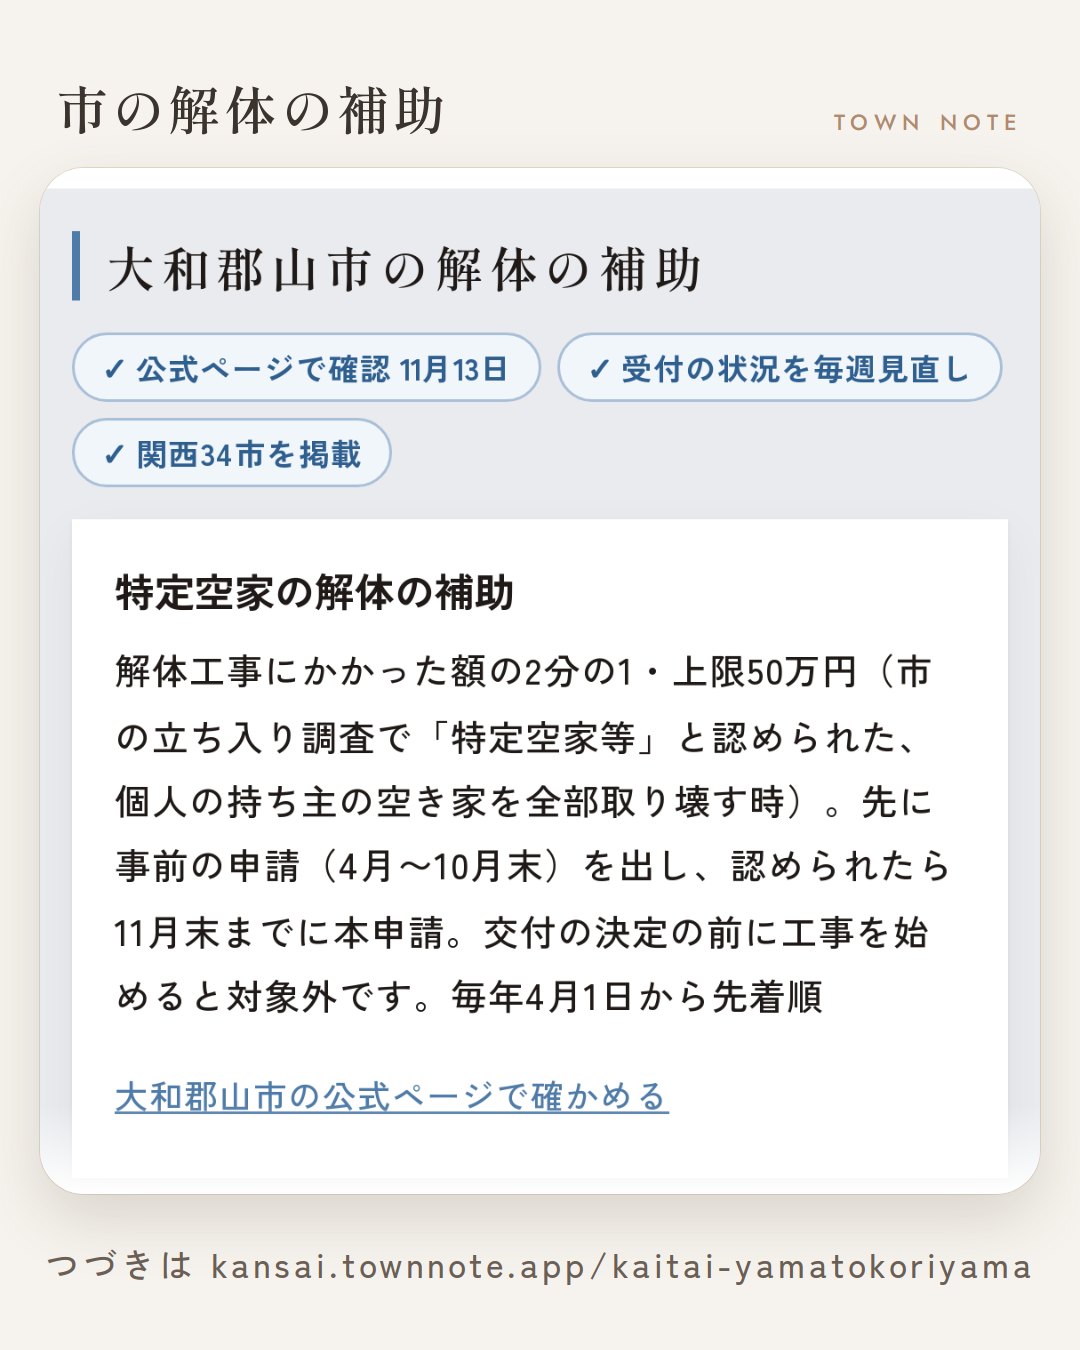 市の解体の補助
TOWN NOTE
大和郡山市の解体の補助
✓ 公式ページで確認 11月13日
✓ 受付の状況を毎週見直し
✓ 関西34市を掲載
特定空家の解体の補助
解体工事にかかった額の2分の1・上限50万円（市
の立ち入り調査で「特定空家等」と認められた、
個人の持ち主の空き家を全部取り壊す時）。先に
事前の申請（4月〜10月末）を出し、認められたら
11月末までに本申請。交付の決定の前に工事を始
めると対象外です。毎年4月1日から先着順
大和郡山市の公式ページで確かめる
つづきは kansai.townnote.app/kaitai-yamatokoriyama